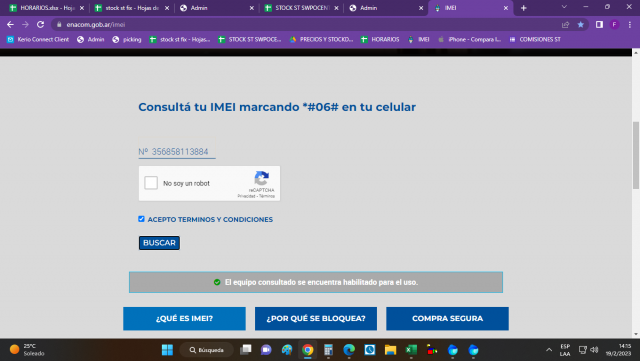 HORARIOS.xlsx - Hoj
stock st fix - Hojas de
Admin
STOCK ST SWPOCEN
Admin
IMEI
enacom.gob.ar/imei
Kerio Connect Client
Admin
picking
stock st fix - Hojas...
STOCK ST SWPOCE...
PRECIOS Y STOCKD...
HORARIOS
IMEI
iPhone - Compara l...
COMISIONES ST
Consultá tu IMEI marcando *#06# en tu celular
Nº 356858113884
No soy un robot
reCAPTCHA
Privacidad - Términos
ACEPTO TERMINOS Y CONDICIONES
BUSCAR
El equipo consultado se encuentra habilitado para el uso.
¿QUÉ ES IMEI?
¿POR QUÉ SE BLOQUEA?
COMPRA SEGURA
25°C
Soleado
Búsqueda
ESP
LAA
14:15
19/2/2023